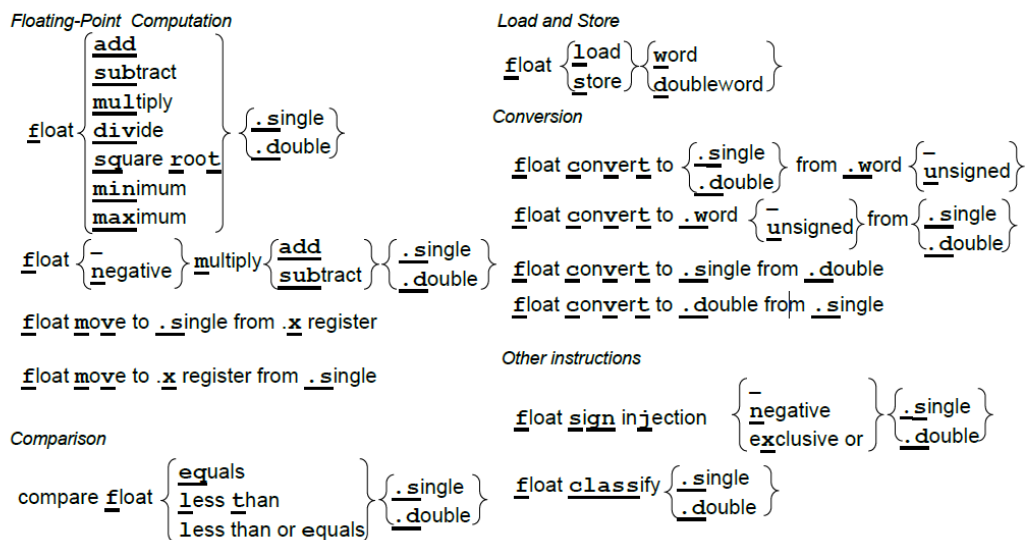 Floating-Point Computation
float { add
subtract
multiply
divide
square root
minimum
maximum } { .single
.double }
float { –
negative } multiply { add
subtract } { .single
.double }
float move to .single from .x register
float move to .x register from .single
Comparison
compare float { equals
less than
less than or equals } { .single
.double }
Load and Store
float { load
store } { word
doubleword }
Conversion
float convert to { .single
.double } from .word { –
unsigned }
float convert to .word { –
unsigned } from { .single
.double }
float convert to .single from .double
float convert to .double from .single
Other instructions
float sign injection { –
negative
exclusive or } { .single
.double }
float classify { .single
.double }